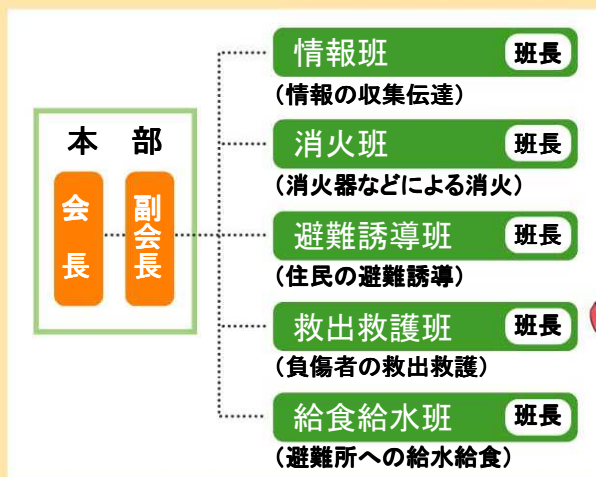 本部
会長
副会長
情報班 班長
(情報の収集伝達)
消火班 班長
(消火器などによる消火)
避難誘導班 班長
(住民の避難誘導)
救出救護班 班長
(負傷者の救出救護)
給食給水班 班長
(避難所への給水給食)